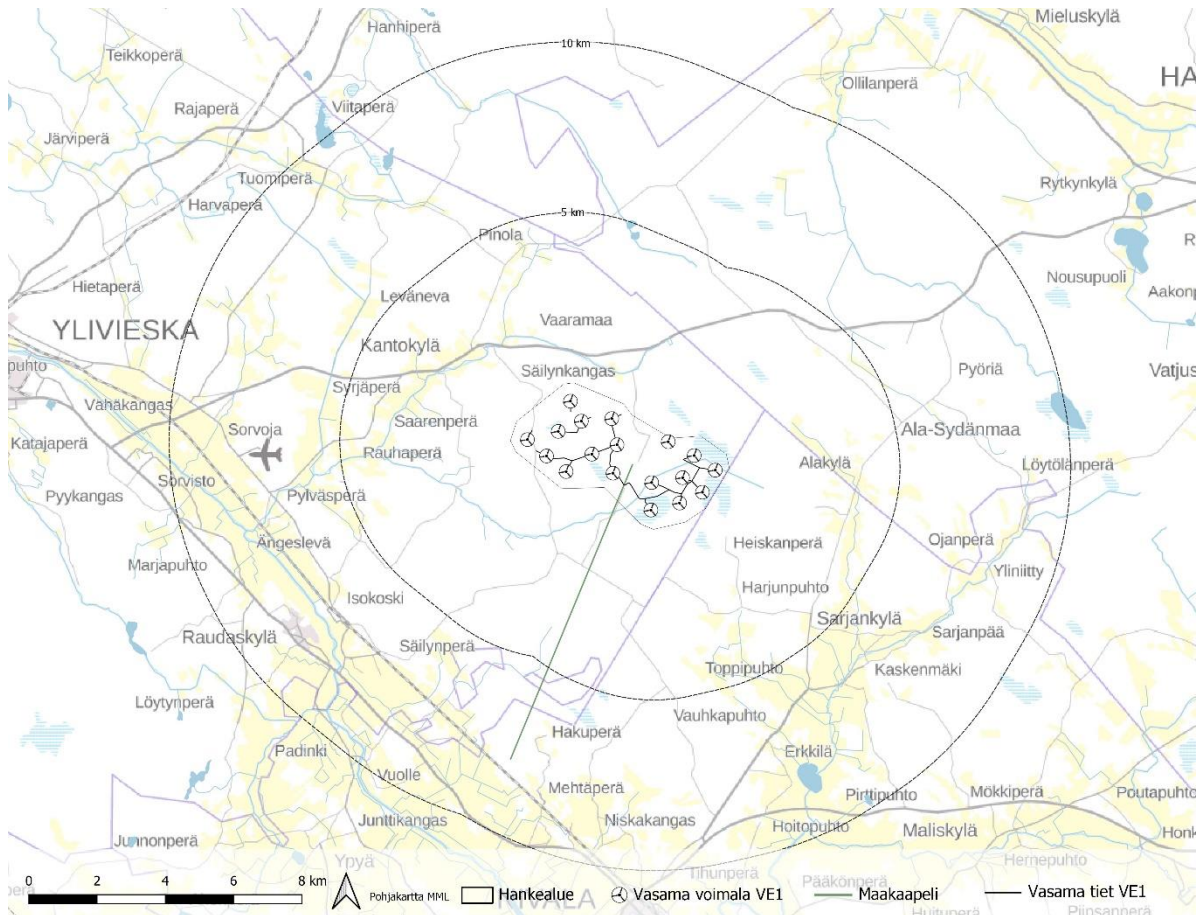 Mieluskylä
Hanhiperä
Teikkoperä
10 km
HA
Ollilanperä
Rajaperä
Viitaperä
Järviperä
Tuomiperä
Rytkynkylä
Harvaperä
5 km
Pinola
R
Hietaperä
Leväneva
Nousupuoli
Aakonp
Vaaramaa
YLIVIESKA
Kantokylä
puhto
Säilynkangas
Pyöriä
Vatjus
Syrjäperä
Vähäkangas
Saarenperä
Sorvoja
Ala-Sydänmaa
Katajaperä
Rauhaperä
Alakylä
Löytölänperä
Sorvisto
Pyykangas
Pylväsperä
Ängeslevä
Heiskanperä
Ojanperä
Marjapuhto
Yliniitty
Harjunpuhto
Isokoski
Sarjankylä
Raudaskylä
Säilynperä
Sarjanpää
Toppipuhto
Kaskenmäki
Löytynperä
Vauhkapuhto
Hakuperä
Padinki
Erkkilä
Vuolle
Mehtäperä
Pirttipuhto
Mökkiperä
Poutapuhto
Junnonperä
Junttikangas
Niskakangas
Hoitopuhto
Maliskylä
Honk
Ypyä
Tihunperä
Pääkönperä
Hernepuhto
perä
0 2 4 6 8 km
Pohjakartta MML
Hankealue
Vasama voimala VE1
Maakaapeli
Vasama tiet VE1
IVALA
Huituperä
Piipsanperä